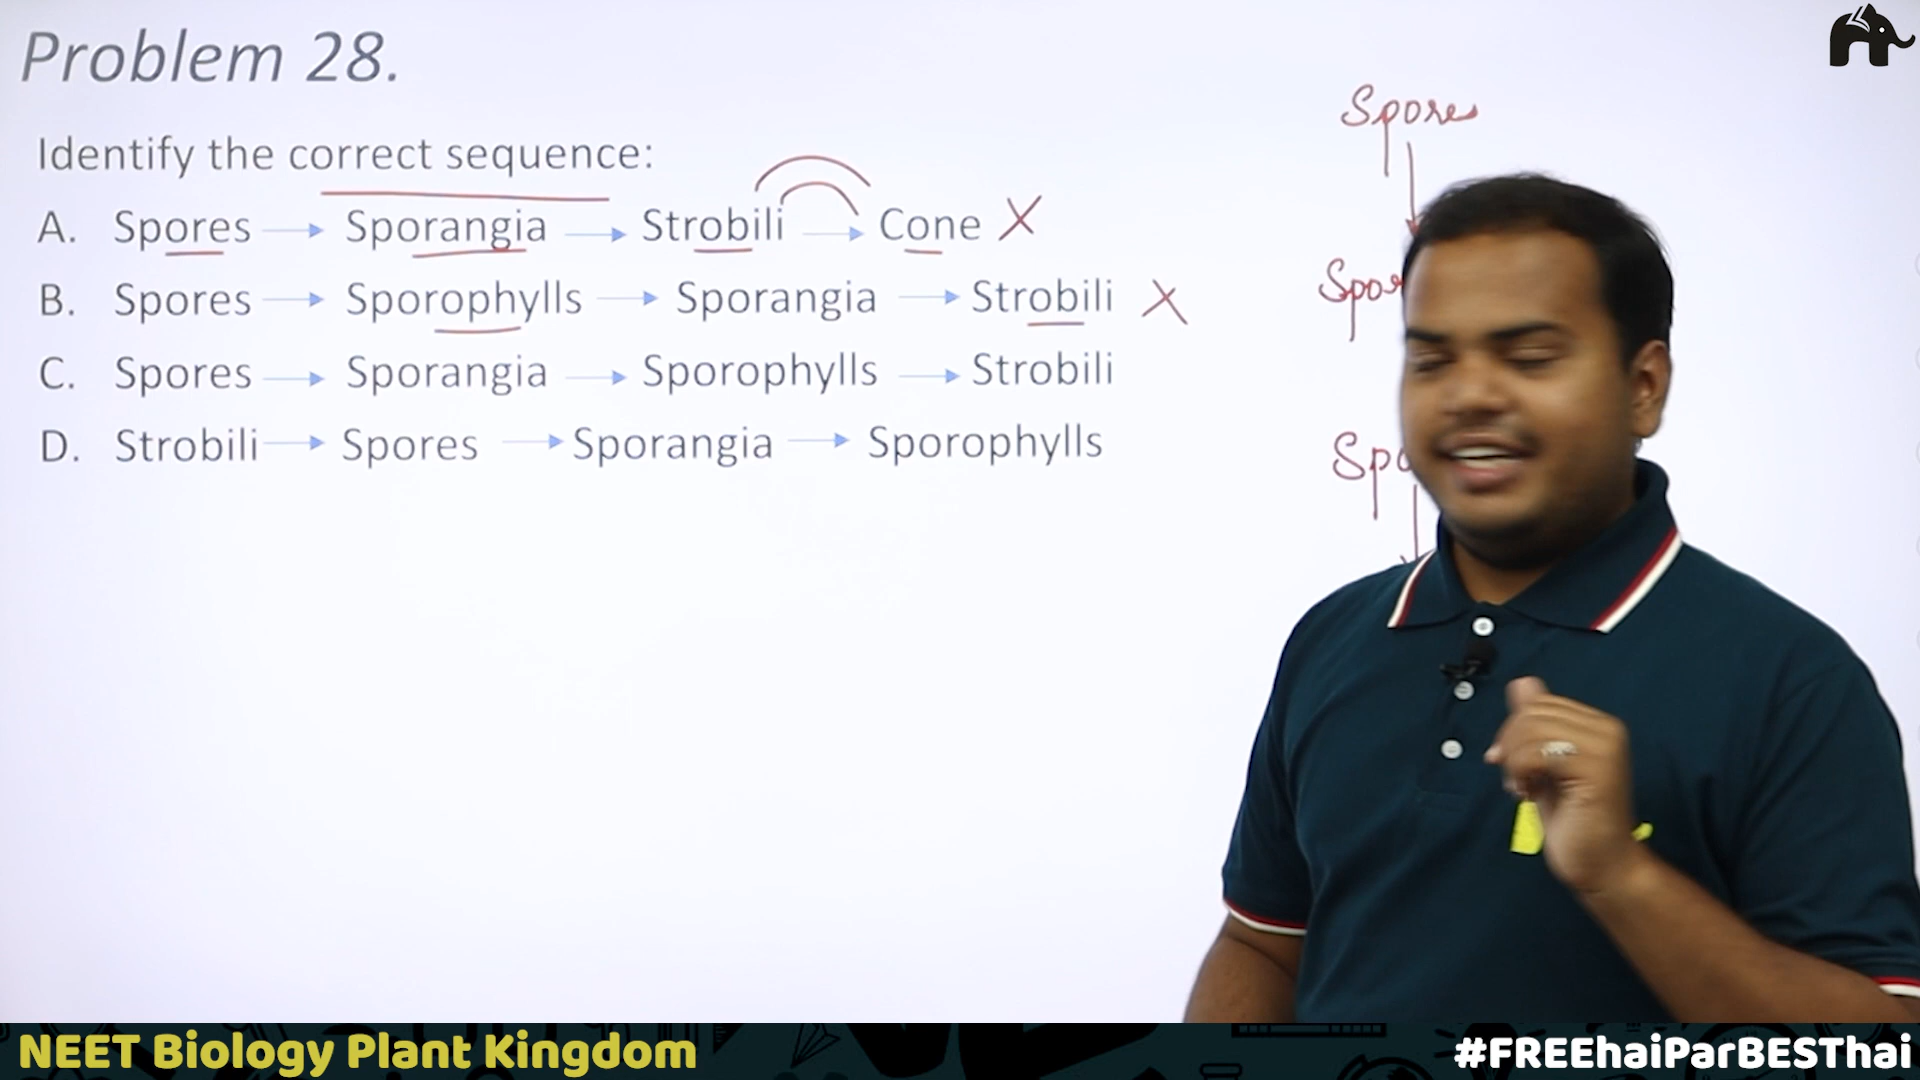 Problem 28.
Identify the correct sequence:
A. Spores → Sporangia → Strobili → Cone X
B. Spores → Sporophylls → Sporangia → Strobili X
C. Spores → Sporangia → Sporophylls → Strobili
D. Strobili → Spores → Sporangia → Sporophylls
Spores
NEET Biology Plant Kingdom
#FREEhaiParBESThai